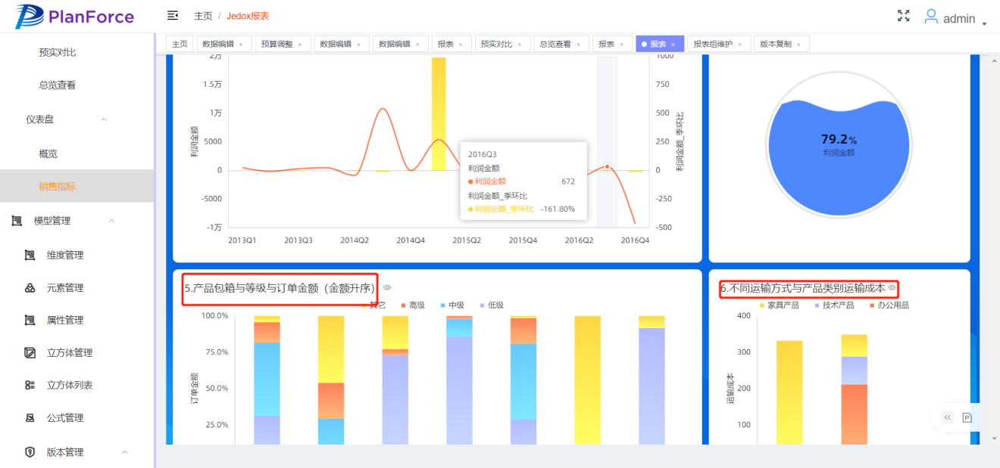 PlanForce
主页 / Jedox报表
admin
主页 数据编辑 × 预算调整 × 数据编辑 × 数据编辑 × 报表 × 预实对比 × 总览查看 × 报表 × 报表 × 报表组维护 × 版本复制 ×
预实对比
总览查看
仪表盘
概览
销售指标
模型管理
维度管理
元素管理
属性管理
立方体管理
立方体列表
公式管理
版本管理
2万
1.5万
1万
5000
0
-5000
-1万
利润金额
1000
750
500
250
0
-250
-500
利润金额_季环比
2013Q1 2013Q3 2014Q2 2014Q4 2015Q2 2015Q4 2016Q2 2016Q4
2016Q3
利润金额
利润金额 672
利润金额_季环比
利润金额_季环比 -161.80%
79.2%
利润金额
5.产品包箱与等级与订单金额（金额升序）
其它 高级 中级 低级
100.0%
75.0%
50.0%
25.0%
订单金额
6.不同运输方式与产品类别运输成本
家具产品 技术产品 办公用品
400
300
200
100
运输成本
P